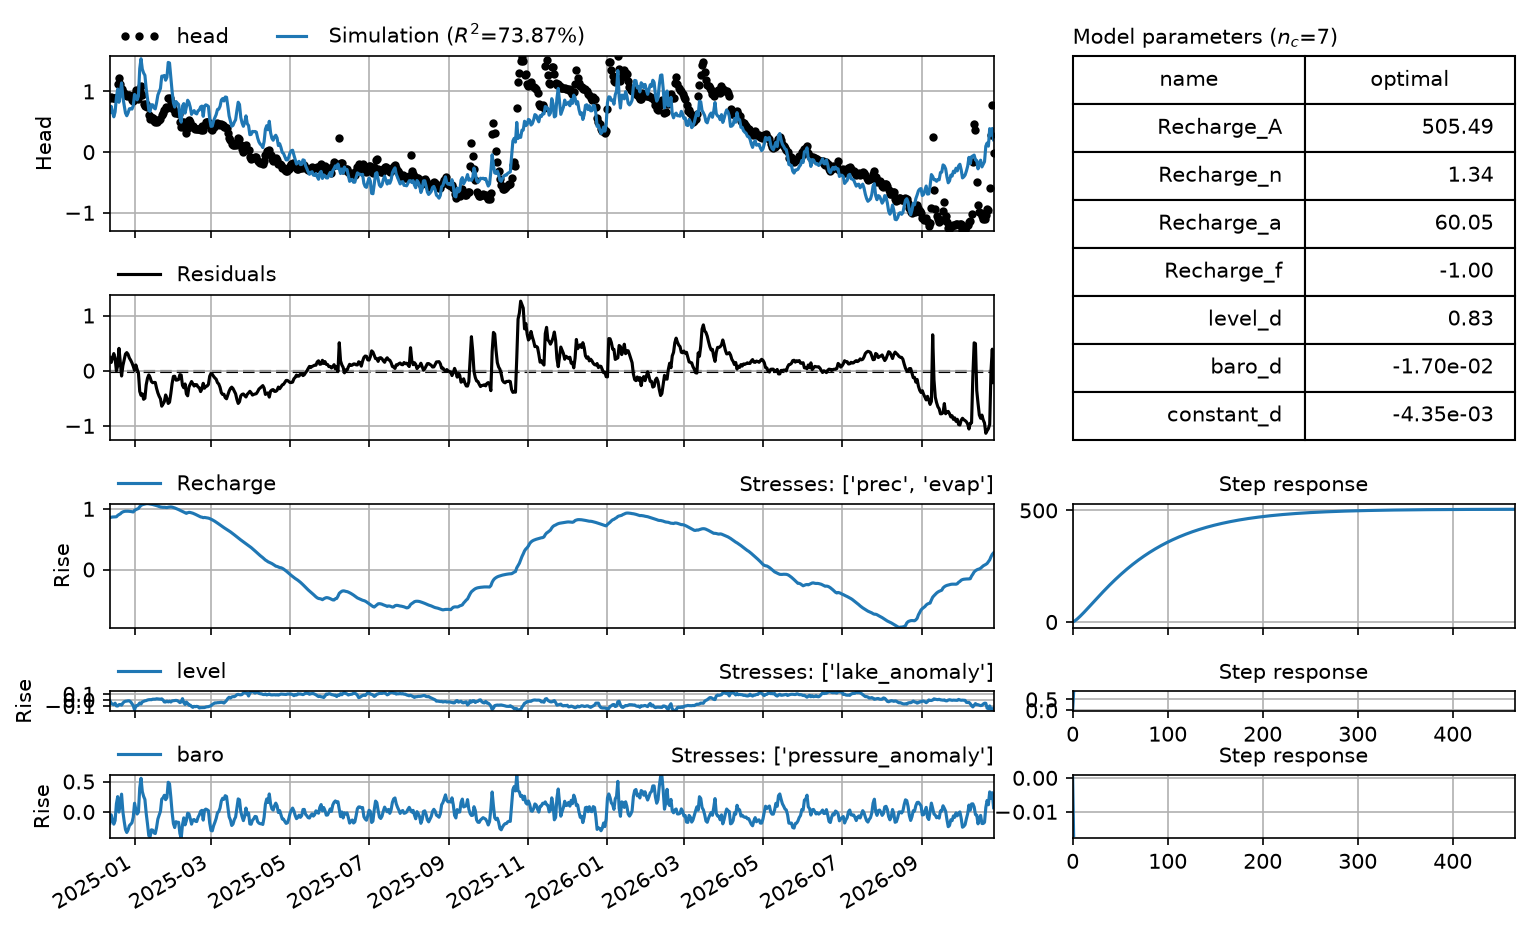 head
Simulation (R²=73.87%)
Model parameters (n_c=7)
Head
1
0
−1
name optimal
Recharge_A 505.49
Recharge_n 1.34
Recharge_a 60.05
Recharge_f -1.00
level_d 0.83
baro_d -1.70e-02
constant_d -4.35e-03
Residuals
1
0
−1
Recharge
Stresses: ['prec', 'evap']
Rise
1
0
Step response
500
0
level
Stresses: ['lake_anomaly']
Rise
0.1
0.0
−0.1
Step response
0.5
0.0
0 100 200 300 400
baro
Stresses: ['pressure_anomaly']
Rise
0.5
0.0
Step response
0.00
−0.01
0 100 200 300 400
2025-01 2025-03 2025-05 2025-07 2025-09 2025-11 2026-01 2026-03 2026-05 2026-07 2026-09